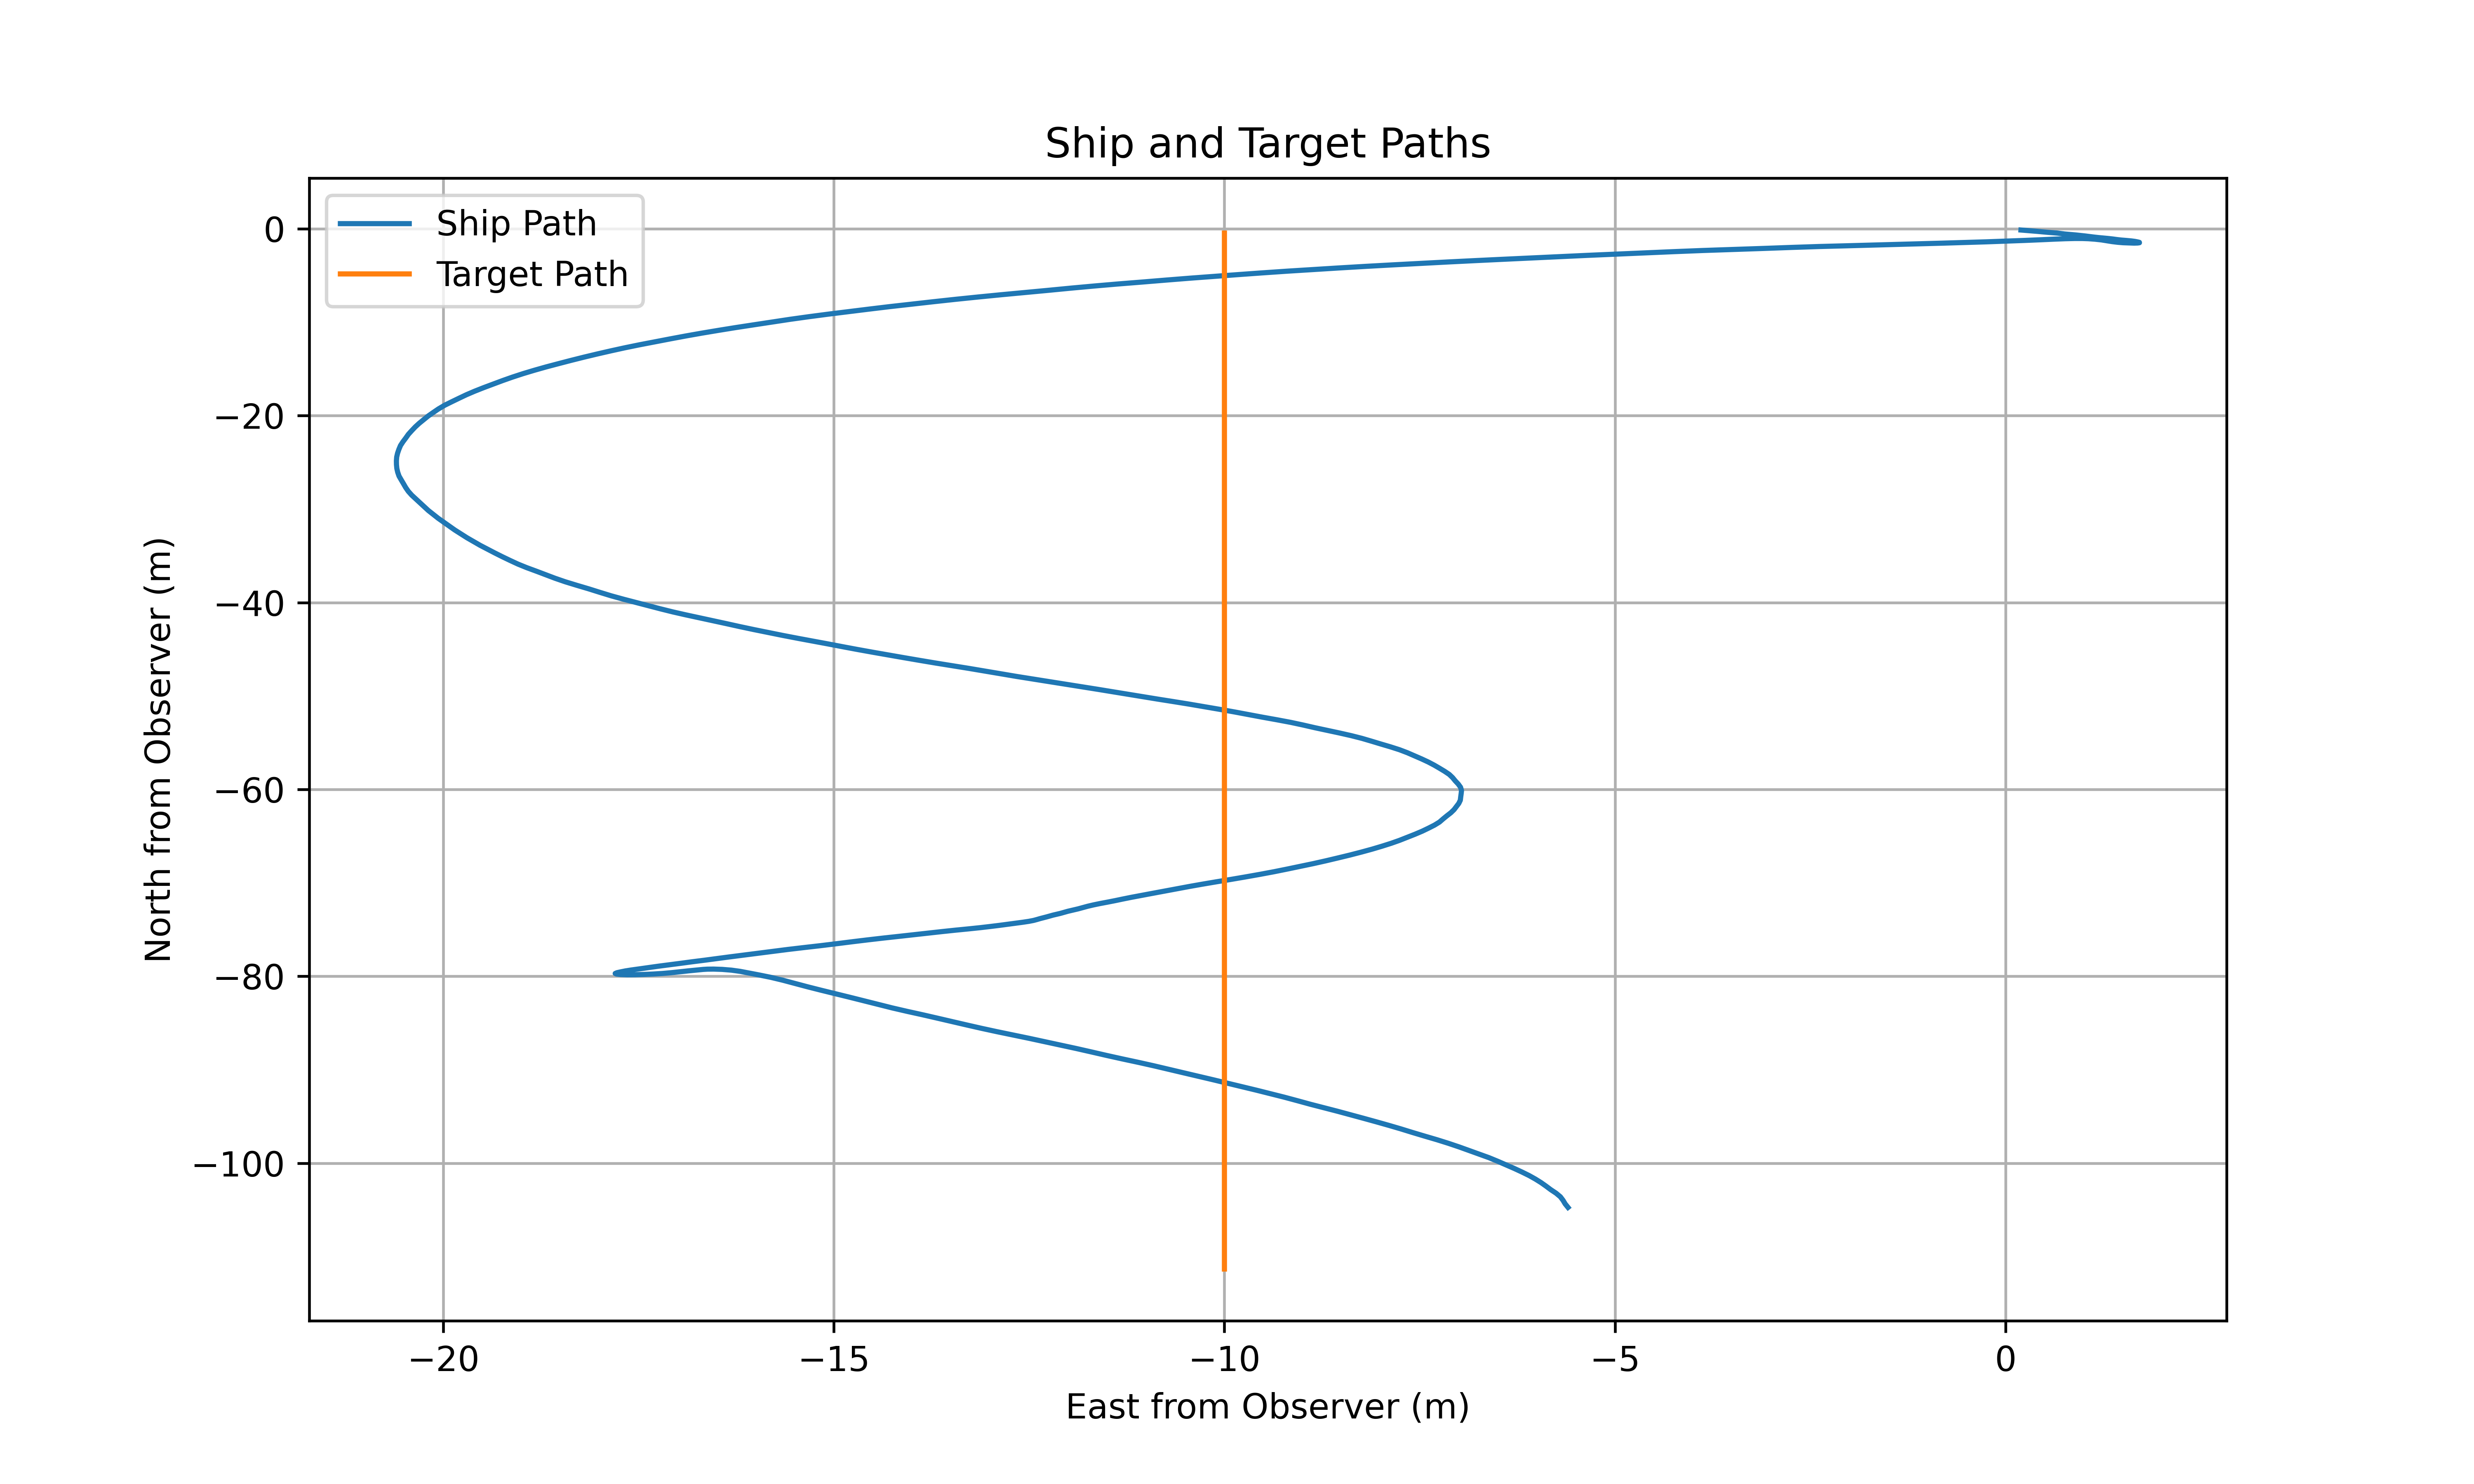 Ship and Target Paths
Ship Path
Target Path
0
−20
−40
−60
−80
−100
North from Observer (m)
−20
−15
−10
−5
0
East from Observer (m)